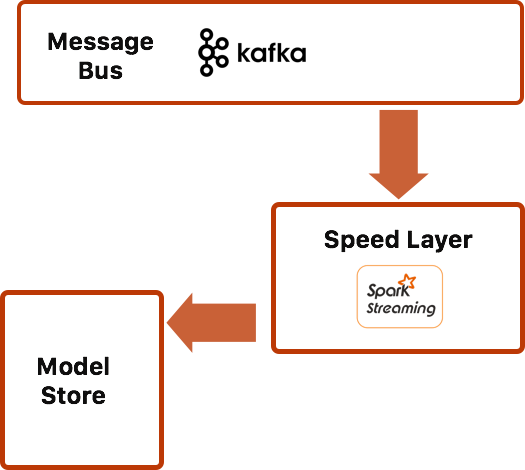 Message
Bus
kafka
Speed Layer
Spark
Streaming
Model
Store